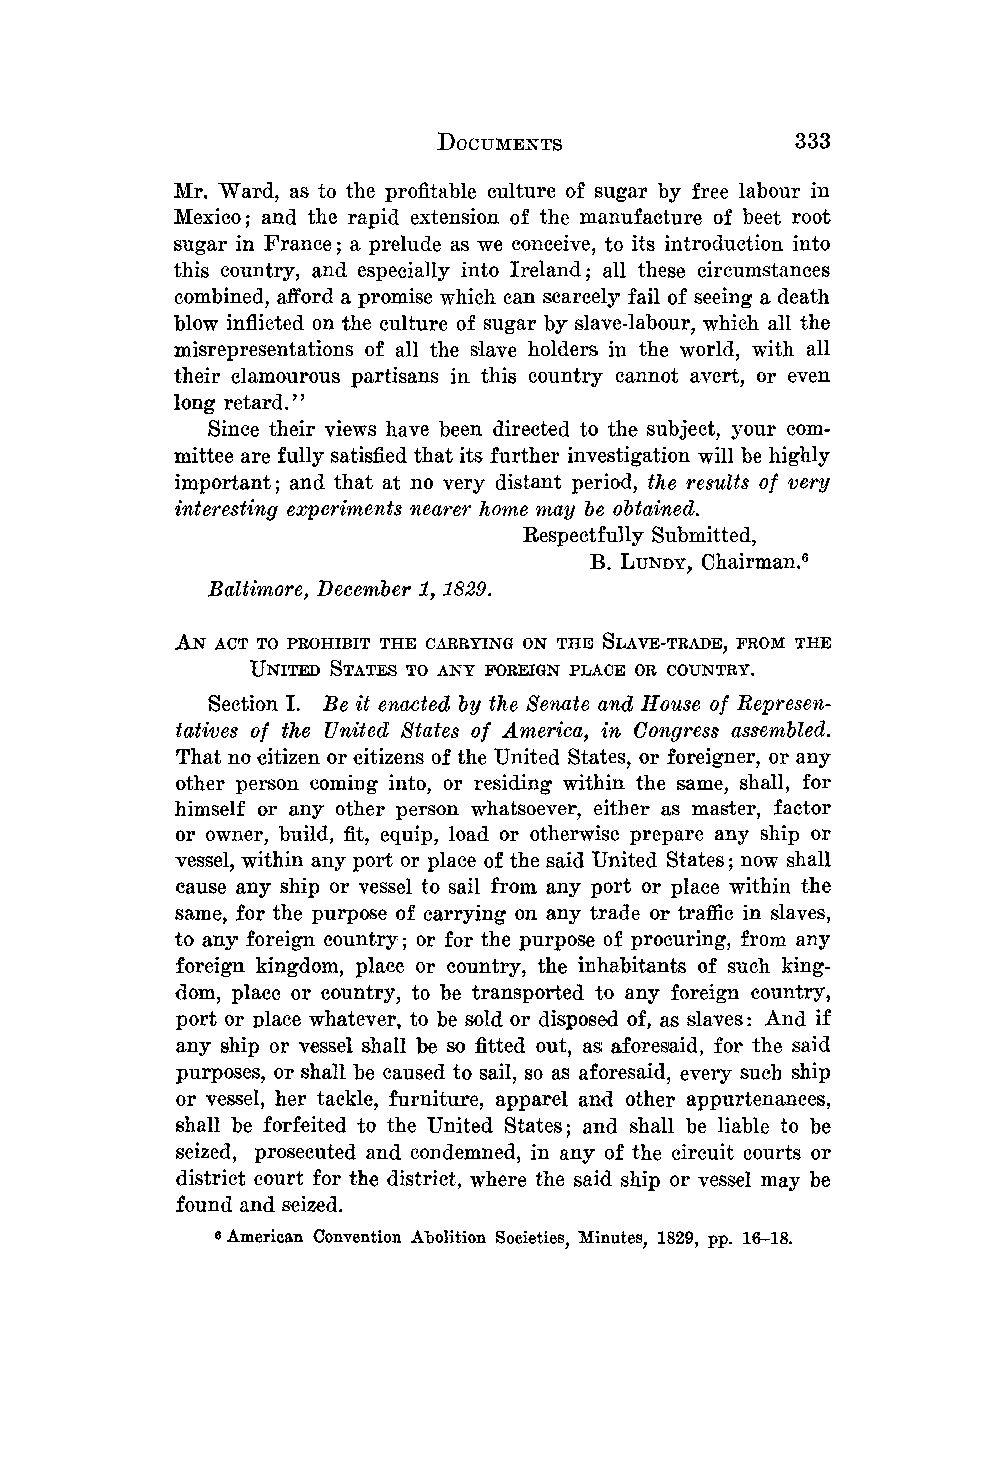 DOCUMENTS 333
Mr. Ward, as to the profitable culture of sugar by free labour in
Mexico; and the rapid extension of the manufacture of beet root
sugar in France; a prelude as we conceive, to its introduction into
this country, and especially into Ireland; all these circumstances
combined, afford a promise which can scarcely fail of seeing a death
blow inflicted on the culture of sugar by slave-labour, which all the
misrepresentations of all the slave holders in the world, with all
their clamourous partisans in this country cannot avert, or even
long retard.''
Since their views have been directed to the subject, your com-
mittee are fully satisfied that its further investigation will be highly
important; and that at no very distant period, the results of very
interesting experiments nearer home may be obtained.
Respectfully Submitted,
B. LUNDY, Chairman.⁶
Baltimore, December 1, 1829.
AN ACT TO PROHIBIT THE CARRYING ON THE SLAVE-TRADE, FROM THE
UNITED STATES TO ANY FOREIGN PLACE OR COUNTRY.
Section I. Be it enacted by the Senate and House of Represen-
tatives of the United States of America, in Congress assembled.
That no citizen or citizens of the United States, or foreigner, or any
other person coming into, or residing within the same, shall, for
himself or any other person whatsoever, either as master, factor
or owner, build, fit, equip, load or otherwise prepare any ship or
vessel, within any port or place of the said United States; now shall
cause any ship or vessel to sail from any port or place within the
same, for the purpose of carrying on any trade or traffic in slaves,
to any foreign country; or for the purpose of procuring, from any
foreign kingdom, place or country, the inhabitants of such king-
dom, place or country, to be transported to any foreign country,
port or place whatever, to be sold or disposed of, as slaves: And if
any ship or vessel shall be so fitted out, as aforesaid, for the said
purposes, or shall be caused to sail, so as aforesaid, every such ship
or vessel, her tackle, furniture, apparel and other appurtenances,
shall be forfeited to the United States; and shall be liable to be
seized, prosecuted and condemned, in any of the circuit courts or
district court for the district, where the said ship or vessel may be
found and seized.
⁶ American Convention Abolition Societies, Minutes, 1829, pp. 16–18.